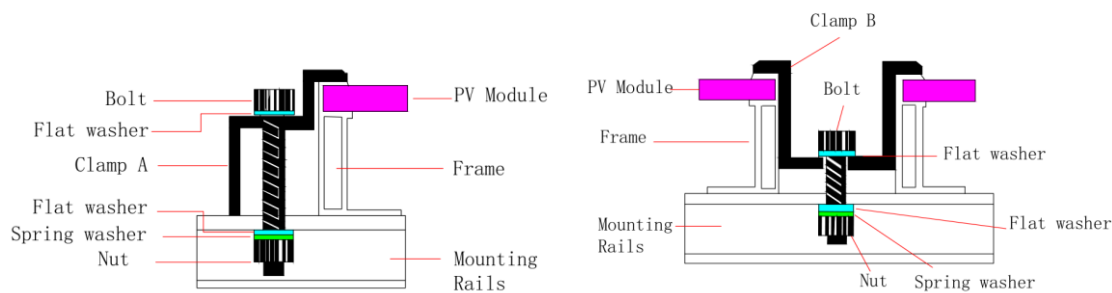 Bolt
Flat washer
Clamp A
Flat washer
Spring washer
Nut
PV Module
Frame
Mounting
Rails
Clamp B
PV Module
Bolt
Frame
Flat washer
Mounting
Rails
Flat washer
Nut
Spring washer